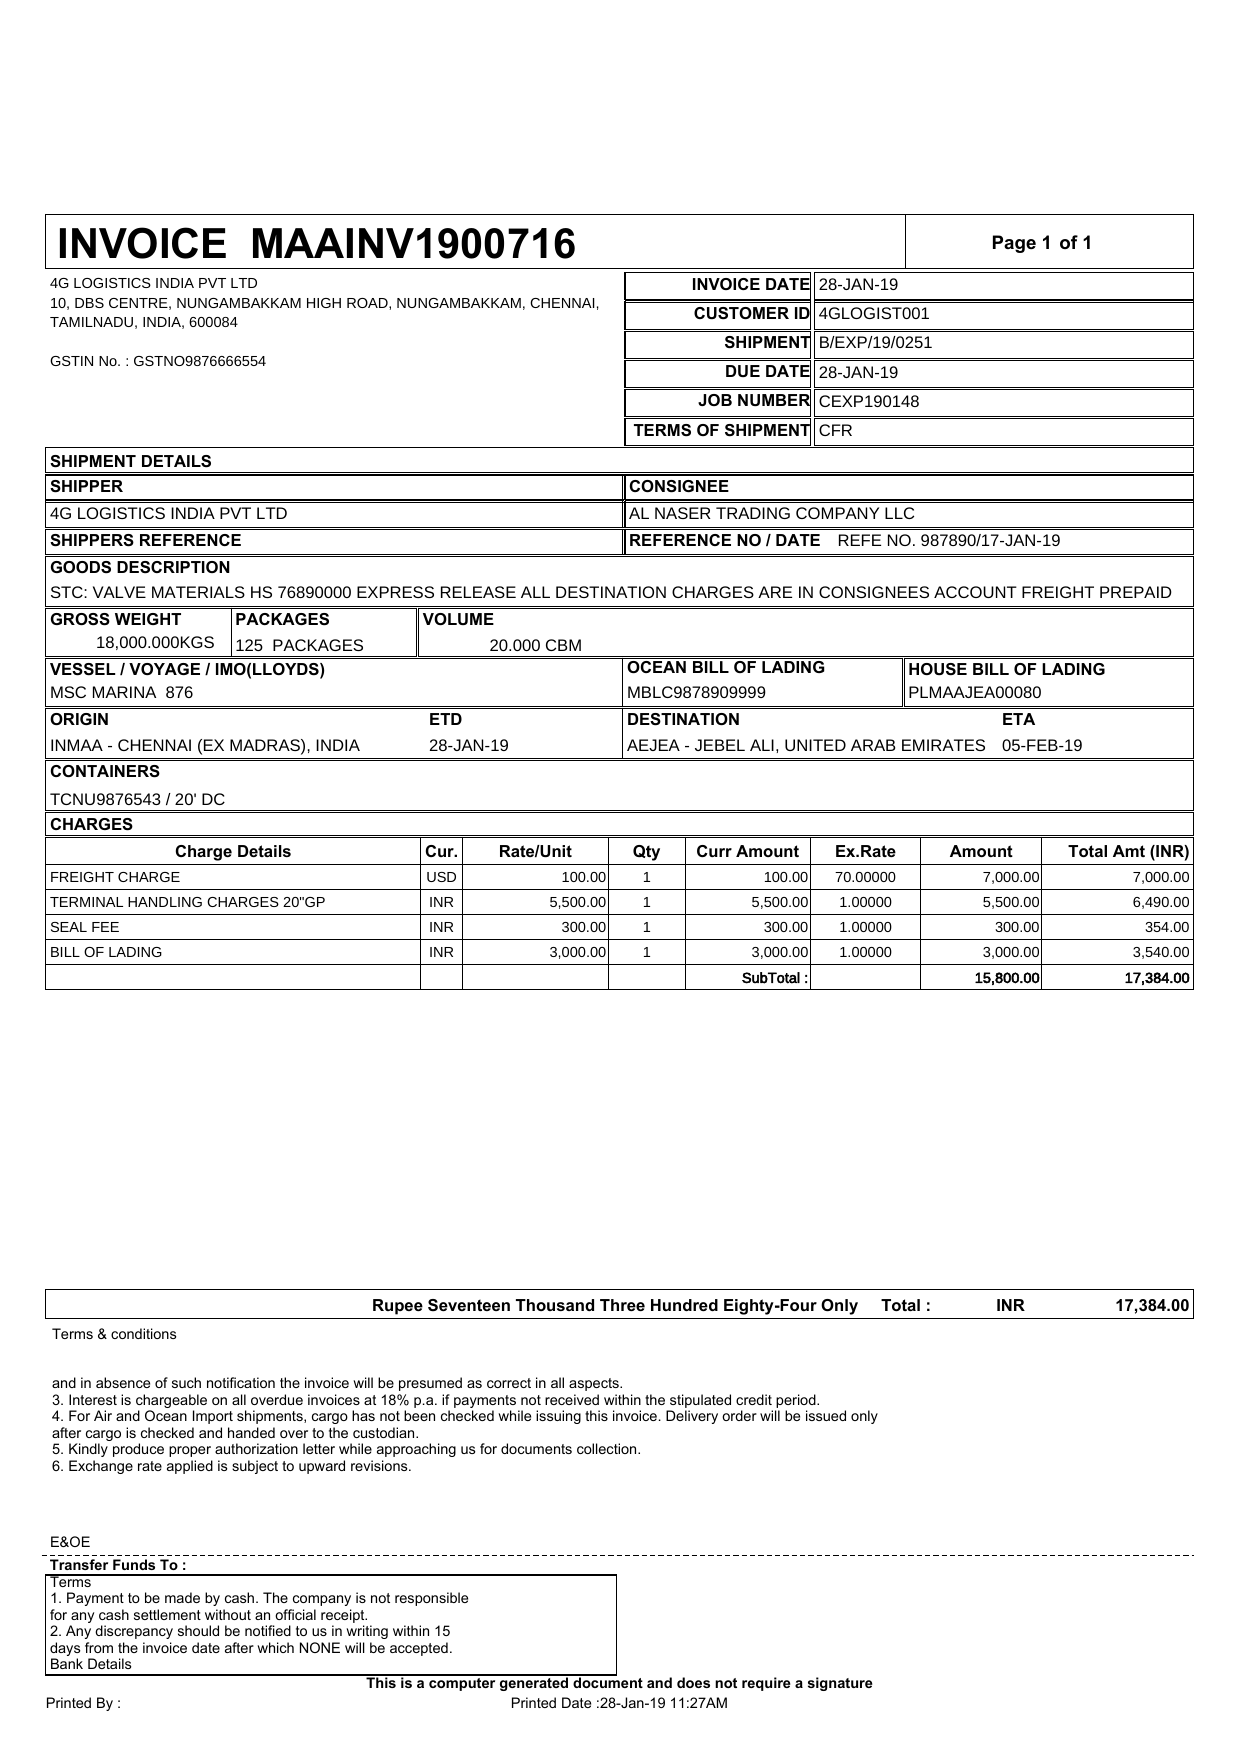 INVOICE MAAINV1900716
Page 1 of 1
4G LOGISTICS INDIA PVT LTD
10, DBS CENTRE, NUNGAMBAKKAM HIGH ROAD, NUNGAMBAKKAM, CHENNAI,
TAMILNADU, INDIA, 600084
GSTIN No. : GSTNO9876666554
INVOICE DATE 28-JAN-19
CUSTOMER ID 4GLOGIST001
SHIPMENT B/EXP/19/0251
DUE DATE 28-JAN-19
JOB NUMBER CEXP190148
TERMS OF SHIPMENT CFR
SHIPMENT DETAILS
SHIPPER CONSIGNEE
4G LOGISTICS INDIA PVT LTD AL NASER TRADING COMPANY LLC
SHIPPERS REFERENCE REFERENCE NO / DATE REFE NO. 987890/17-JAN-19
GOODS DESCRIPTION
STC: VALVE MATERIALS HS 76890000 EXPRESS RELEASE ALL DESTINATION CHARGES ARE IN CONSIGNEES ACCOUNT FREIGHT PREPAID
GROSS WEIGHT PACKAGES VOLUME
18,000.000KGS 125 PACKAGES 20.000 CBM
VESSEL / VOYAGE / IMO(LLOYDS) OCEAN BILL OF LADING HOUSE BILL OF LADING
MSC MARINA 876 MBLC9878909999 PLMAAJEA00080
ORIGIN ETD DESTINATION ETA
INMAA - CHENNAI (EX MADRAS), INDIA 28-JAN-19 AEJEA - JEBEL ALI, UNITED ARAB EMIRATES 05-FEB-19
CONTAINERS
TCNU9876543 / 20' DC
CHARGES
Charge Details Cur. Rate/Unit Qty Curr Amount Ex.Rate Amount Total Amt (INR)
FREIGHT CHARGE USD 100.00 1 100.00 70.00000 7,000.00 7,000.00
TERMINAL HANDLING CHARGES 20"GP INR 5,500.00 1 5,500.00 1.00000 5,500.00 6,490.00
SEAL FEE INR 300.00 1 300.00 1.00000 300.00 354.00
BILL OF LADING INR 3,000.00 1 3,000.00 1.00000 3,000.00 3,540.00
SubTotal : 15,800.00 17,384.00
Rupee Seventeen Thousand Three Hundred Eighty-Four Only Total : INR 17,384.00
Terms & conditions
and in absence of such notification the invoice will be presumed as correct in all aspects.
3. Interest is chargeable on all overdue invoices at 18% p.a. if payments not received within the stipulated credit period.
4. For Air and Ocean Import shipments, cargo has not been checked while issuing this invoice. Delivery order will be issued only
after cargo is checked and handed over to the custodian.
5. Kindly produce proper authorization letter while approaching us for documents collection.
6. Exchange rate applied is subject to upward revisions.
E&OE
Transfer Funds To :
Terms
1. Payment to be made by cash. The company is not responsible
for any cash settlement without an official receipt.
2. Any discrepancy should be notified to us in writing within 15
days from the invoice date after which NONE will be accepted.
Bank Details
This is a computer generated document and does not require a signature
Printed By : Printed Date :28-Jan-19 11:27AM